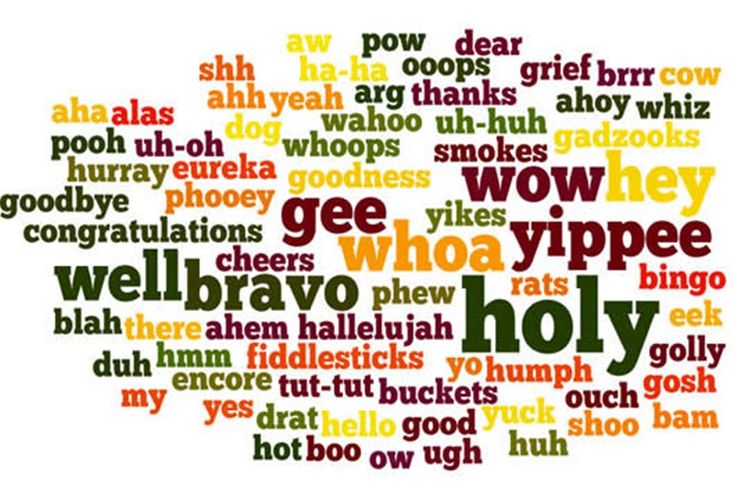 aw pow dear
shh ha-ha ooops grief brrr cow
ahh yeah arg thanks ahoy whiz
aha alas dog wahoo uh-huh gadzooks
pooh uh-oh whoops smokes
hurray eureka goodness wow hey
goodbye phooey gee yikes yippee
congratulations whoa
cheers rats bingo
well bravo phew holy eek
blah there ahem hallelujah golly
duh hmm fiddlesticks yo humph gosh
my encore tut-tut buckets ouch
yes drat hello good yuck shoo bam
hot boo ow ugh huh